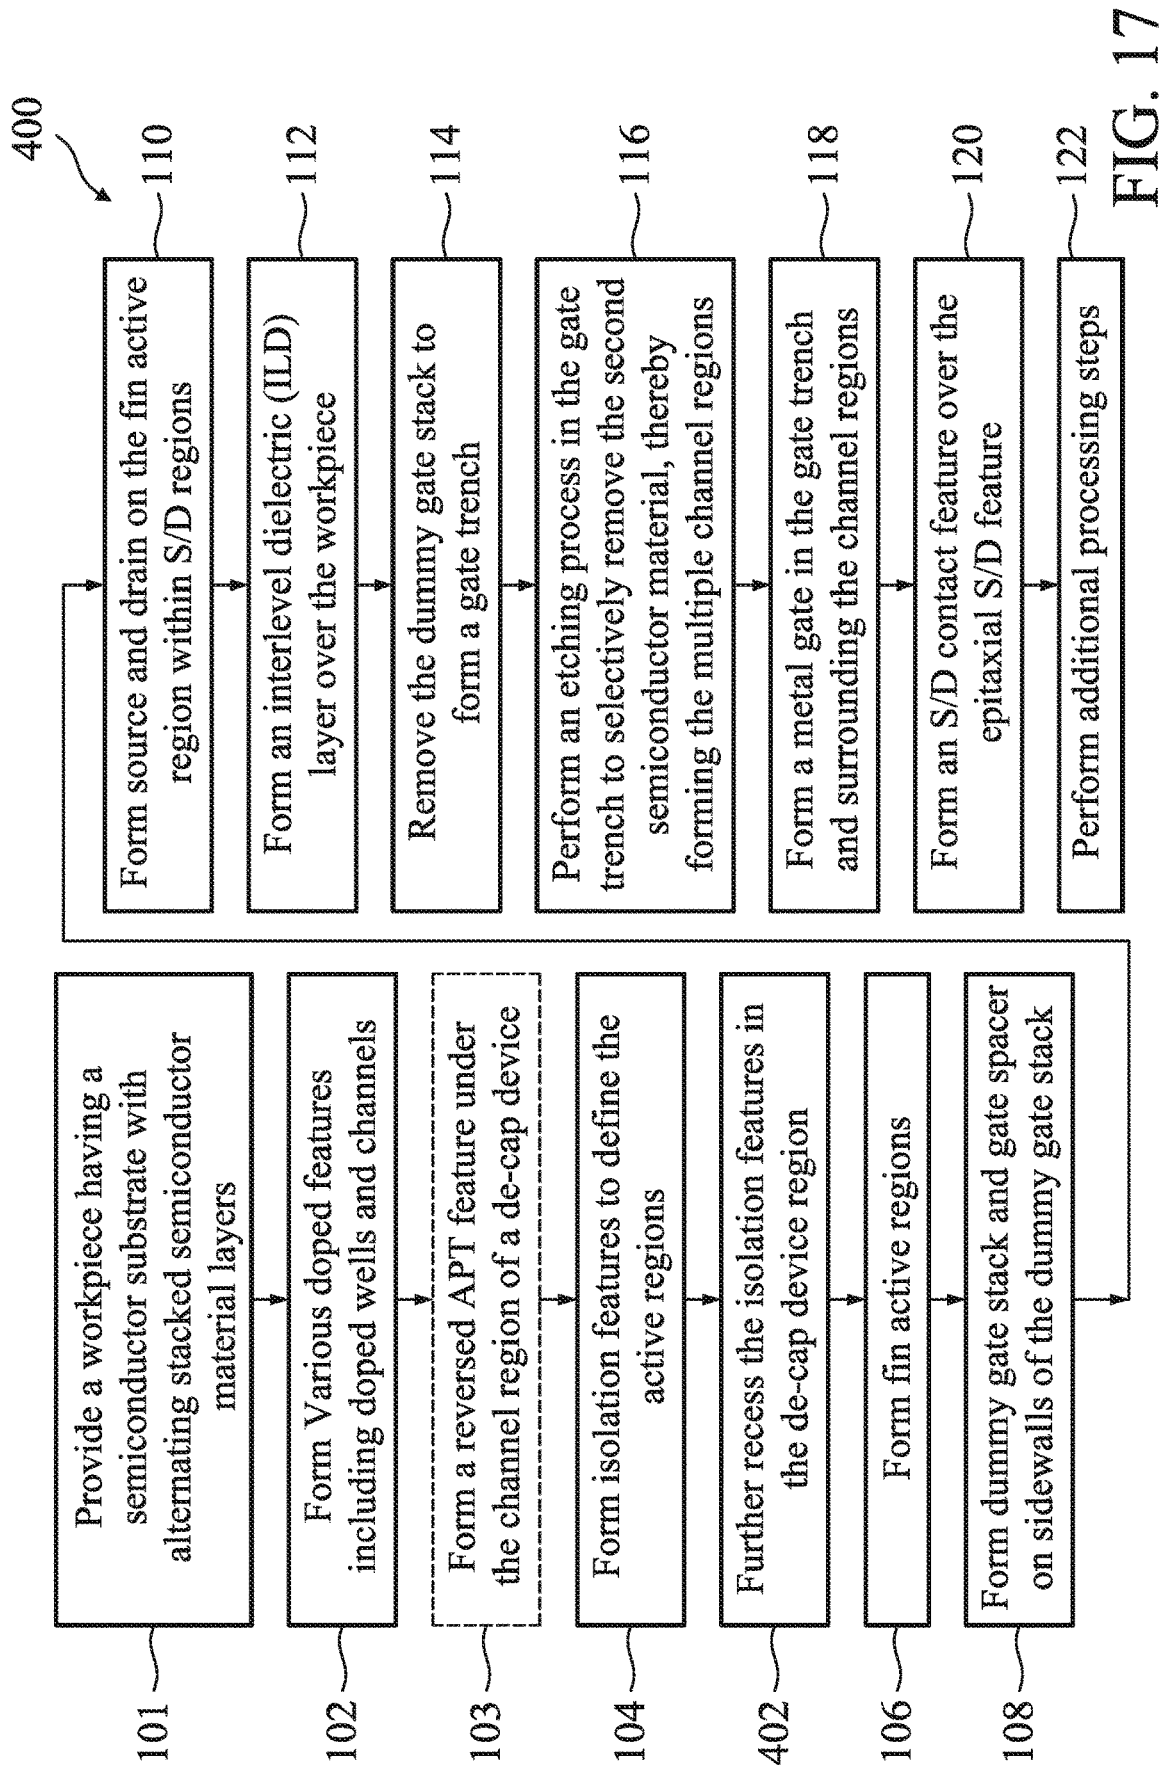 400
101
Provide a workpiece having a
semiconductor substrate with
alternating stacked semiconductor
material layers
102
Form Various doped features
including doped wells and channels
103
Form a reversed APT feature under
the channel region of a de-cap device
104
Form isolation features to define the
active regions
402
Further recess the isolation features in
the de-cap device region
106
Form fin active regions
108
Form dummy gate stack and gate spacer
on sidewalls of the dummy gate stack
Form source and drain on the fin active
region within S/D regions
110
Form an interlevel dielectric (ILD)
layer over the workpiece
112
Remove the dummy gate stack to
form a gate trench
114
Perform an etching process in the gate
trench to selectively remove the second
semiconductor material, thereby
forming the multiple channel regions
116
Form a metal gate in the gate trench
and surrounding the channel regions
118
Form an S/D contact feature over the
epitaxial S/D feature
120
Perform additional processing steps
122
FIG. 17